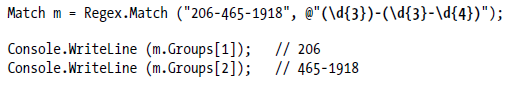 Match m = Regex.Match ("206-465-1918", @"(\d{3})-(\d{3}-\d{4})");
Console.WriteLine (m.Groups[1]);   // 206
Console.WriteLine (m.Groups[2]);   // 465-1918